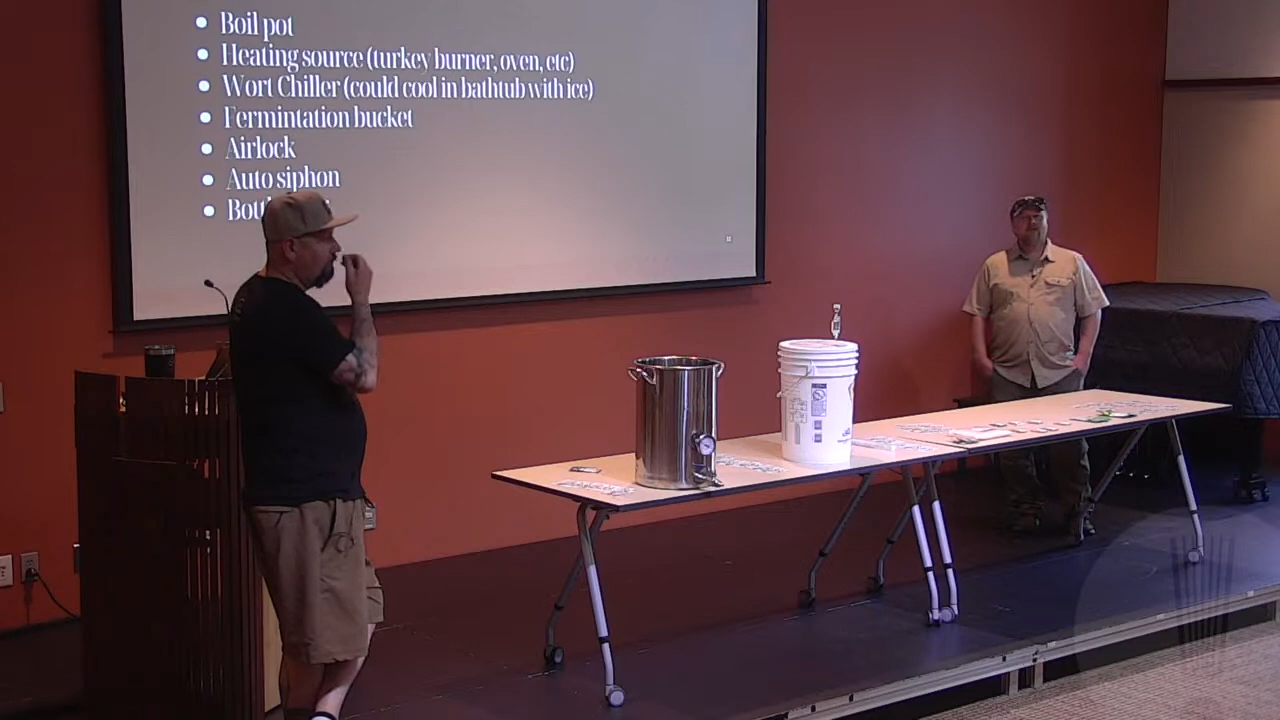 • Boil pot
• Heating source (turkey burner, oven, etc)
• Wort Chiller (could cool in bathtub with ice)
• Fermintation bucket
• Airlock
• Auto siphon